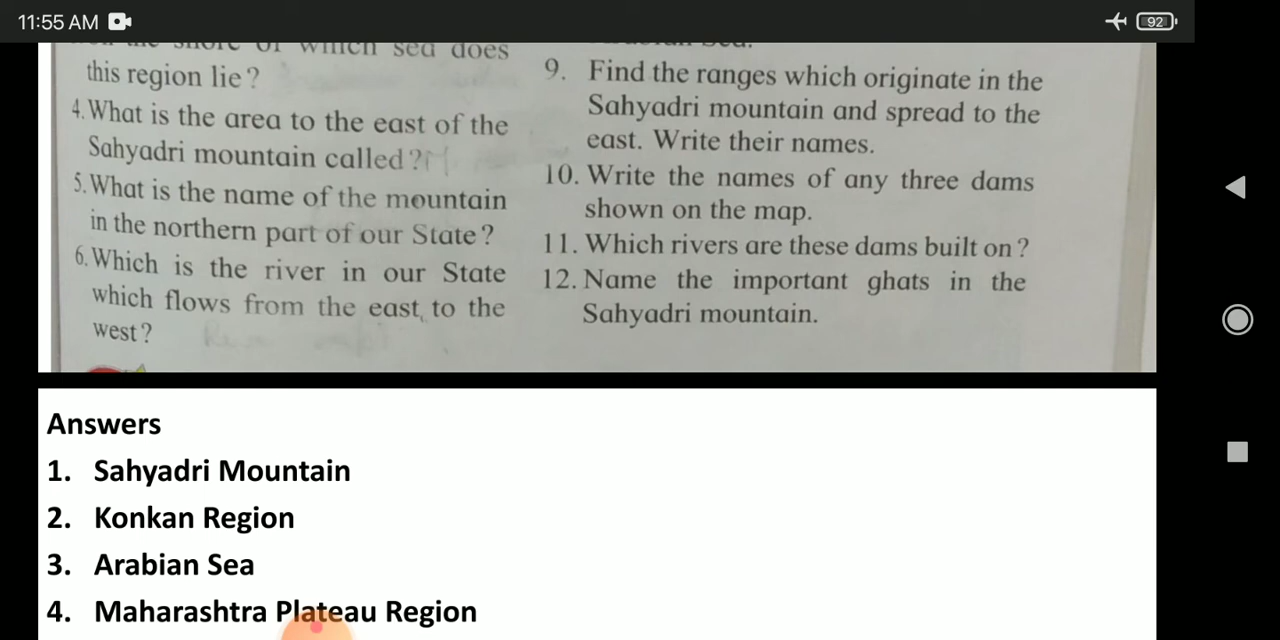 11:55 AM
92
which sea does
this region lie?
4. What is the area to the east of the
Sahyadri mountain called?
5. What is the name of the mountain
in the northern part of our State?
6. Which is the river in our State
which flows from the east to the
west?
9. Find the ranges which originate in the
Sahyadri mountain and spread to the
east. Write their names.
10. Write the names of any three dams
shown on the map.
11. Which rivers are these dams built on?
12. Name the important ghats in the
Sahyadri mountain.
Answers
1. Sahyadri Mountain
2. Konkan Region
3. Arabian Sea
4. Maharashtra Plateau Region